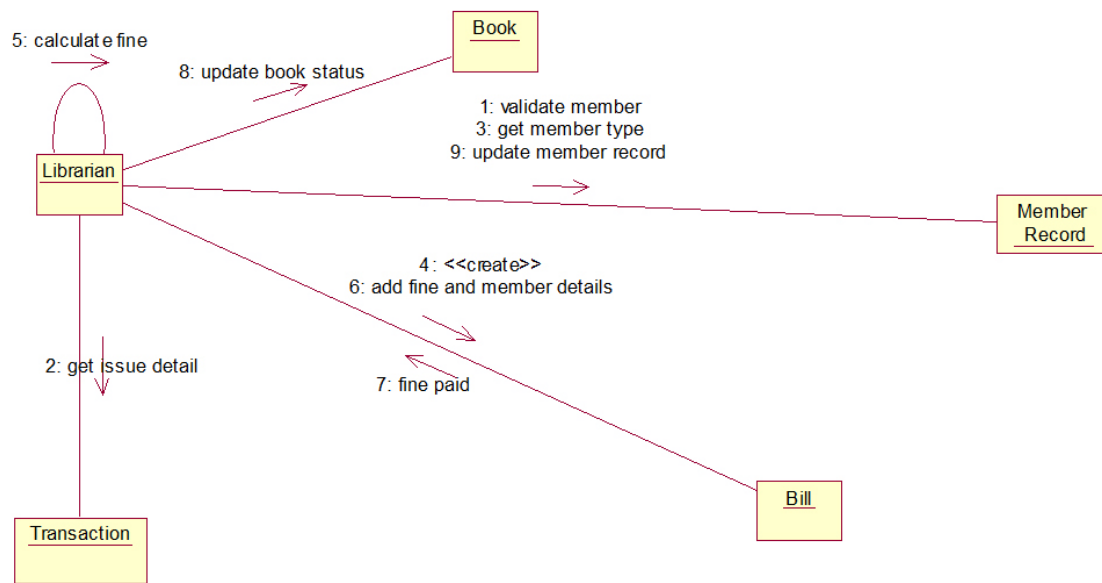 Book
5: calculate fine
8: update book status
1: validate member
3: get member type
9: update member record
Librarian
Member
Record
4: <<create>>
6: add fine and member details
2: get issue detail
7: fine paid
Bill
Transaction